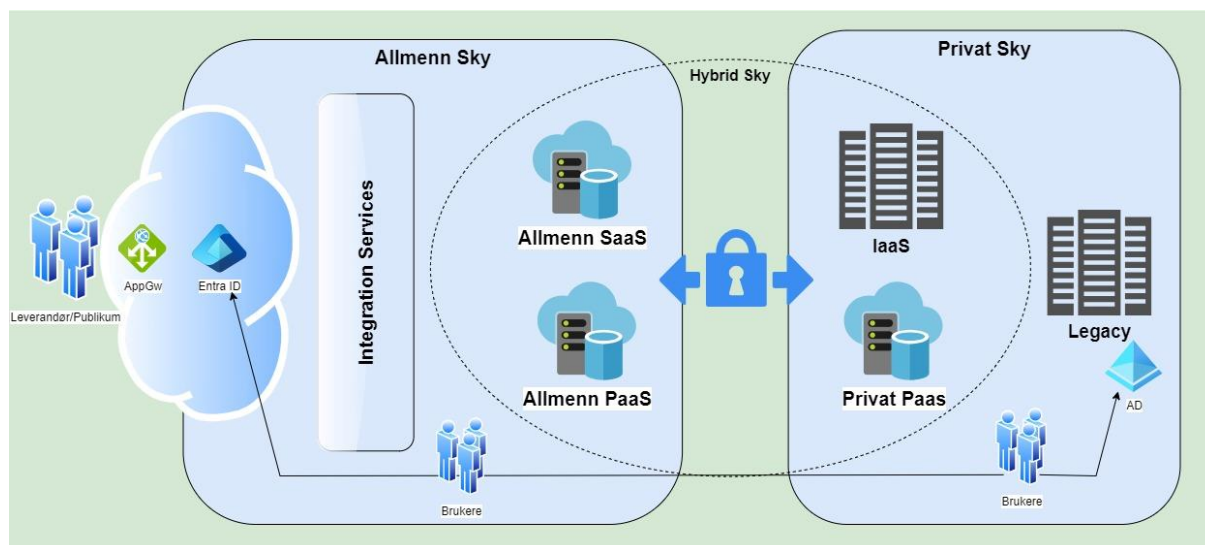 Allmenn Sky
Privat Sky
Hybrid Sky
Integration Services
Allmenn SaaS
IaaS
AppGw
Entra ID
Leverandør/Publikum
Legacy
Allmenn PaaS
Privat Paas
AD
Brukere
Brukere